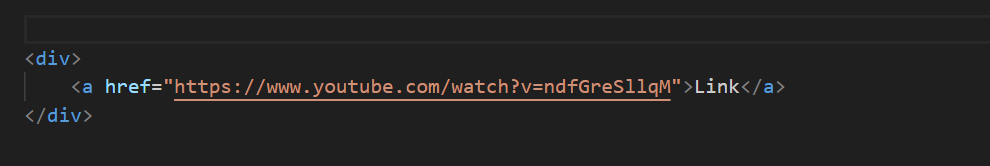 <div>
<a href="https://www.youtube.com/watch?v=ndfGreSllqM">Link</a>
</div>